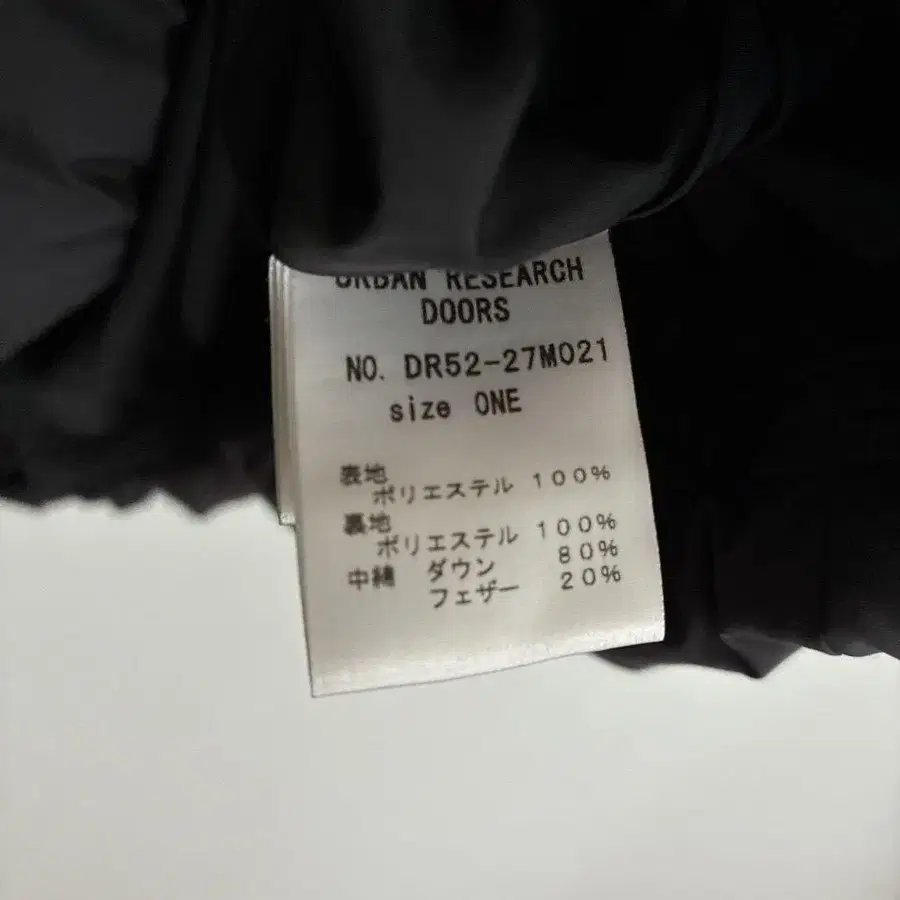 URBAN RESEARCH
DOORS
NO. DR52-27M021
size ONE
表地
ポリエステル 100%
裏地
ポリエステル 100%
中綿 ダウン 80%
フェザー 20%